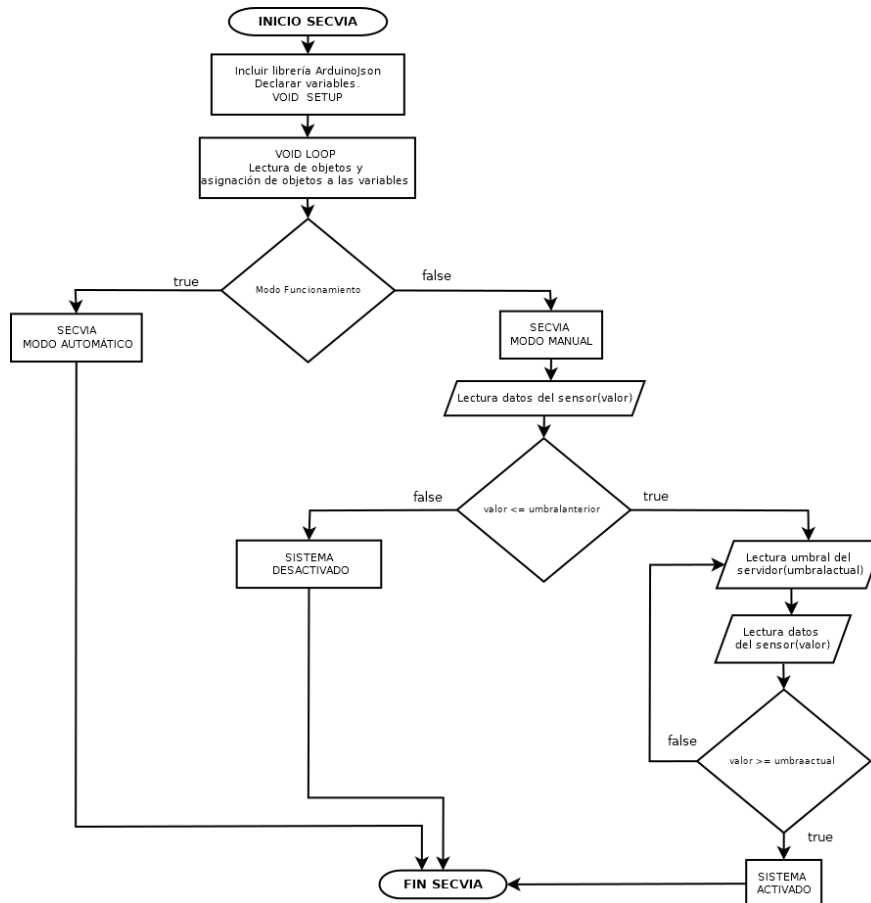 INICIO SECVIA
Incluir librería ArduinoJson
Declarar variables.
VOID SETUP
VOID LOOP
Lectura de objetos y
asignación de objetos a las variables
true
false
Modo Funcionamiento
SECVIA
MODO AUTOMÁTICO
SECVIA
MODO MANUAL
Lectura datos del sensor(valor)
false
true
valor <= umbralanterior
SISTEMA
DESACTIVADO
Lectura umbral del
servidor(umbralactual)
Lectura datos
del sensor(valor)
false
valor >= umbraactual
true
SISTEMA
ACTIVADO
FIN SECVIA